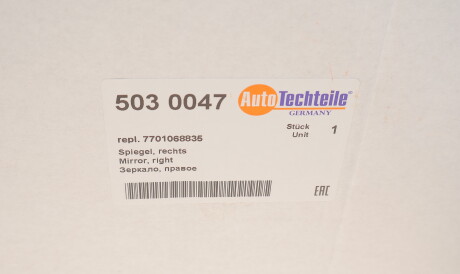 503 0047 AutoTechteile®
GERMANY
repl. 7701068835 Stück 1
Unit
Spiegel, rechts
Mirror, right
Зеркало, правое
EAC